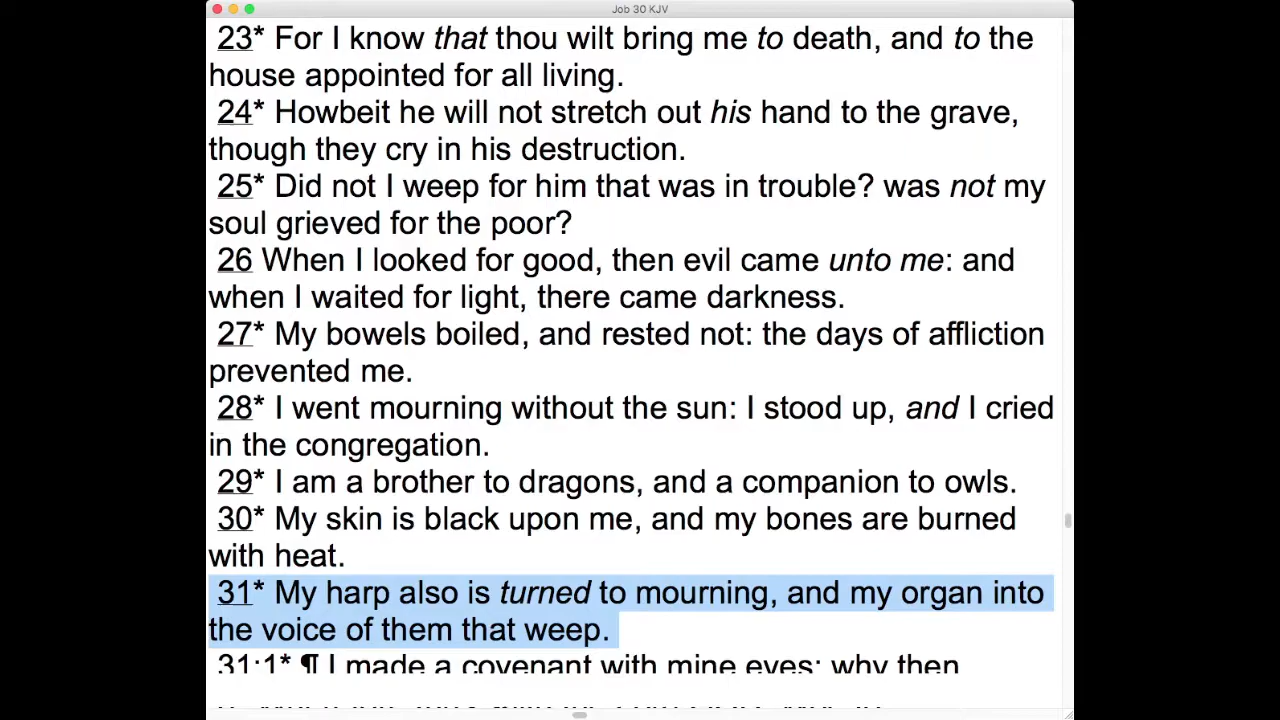 Job 30 KJV
23* For I know that thou wilt bring me to death, and to the
house appointed for all living.
24* Howbeit he will not stretch out his hand to the grave,
though they cry in his destruction.
25* Did not I weep for him that was in trouble? was not my
soul grieved for the poor?
26 When I looked for good, then evil came unto me: and
when I waited for light, there came darkness.
27* My bowels boiled, and rested not: the days of affliction
prevented me.
28* I went mourning without the sun: I stood up, and I cried
in the congregation.
29* I am a brother to dragons, and a companion to owls.
30* My skin is black upon me, and my bones are burned
with heat.
31* My harp also is turned to mourning, and my organ into
the voice of them that weep.
31:1* ¶ I made a covenant with mine eyes; why then